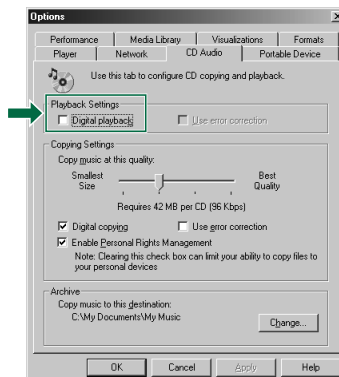 Options
Performance Media Library Visualizations Formats
Player Network CD Audio Portable Device
Use this tab to configure CD copying and playback.
Playback Settings
Digital playback Use error correction
Copying Settings
Copy music at this quality:
Smallest Size Best Quality
Requires 42 MB per CD (96 Kbps)
Digital copying Use error correction
Enable Personal Rights Management
Note: Clearing this check box can limit your ability to copy files to
your personal devices
Archive
Copy music to this destination:
C:\My Documents\My Music
Change...
OK Cancel Apply Help